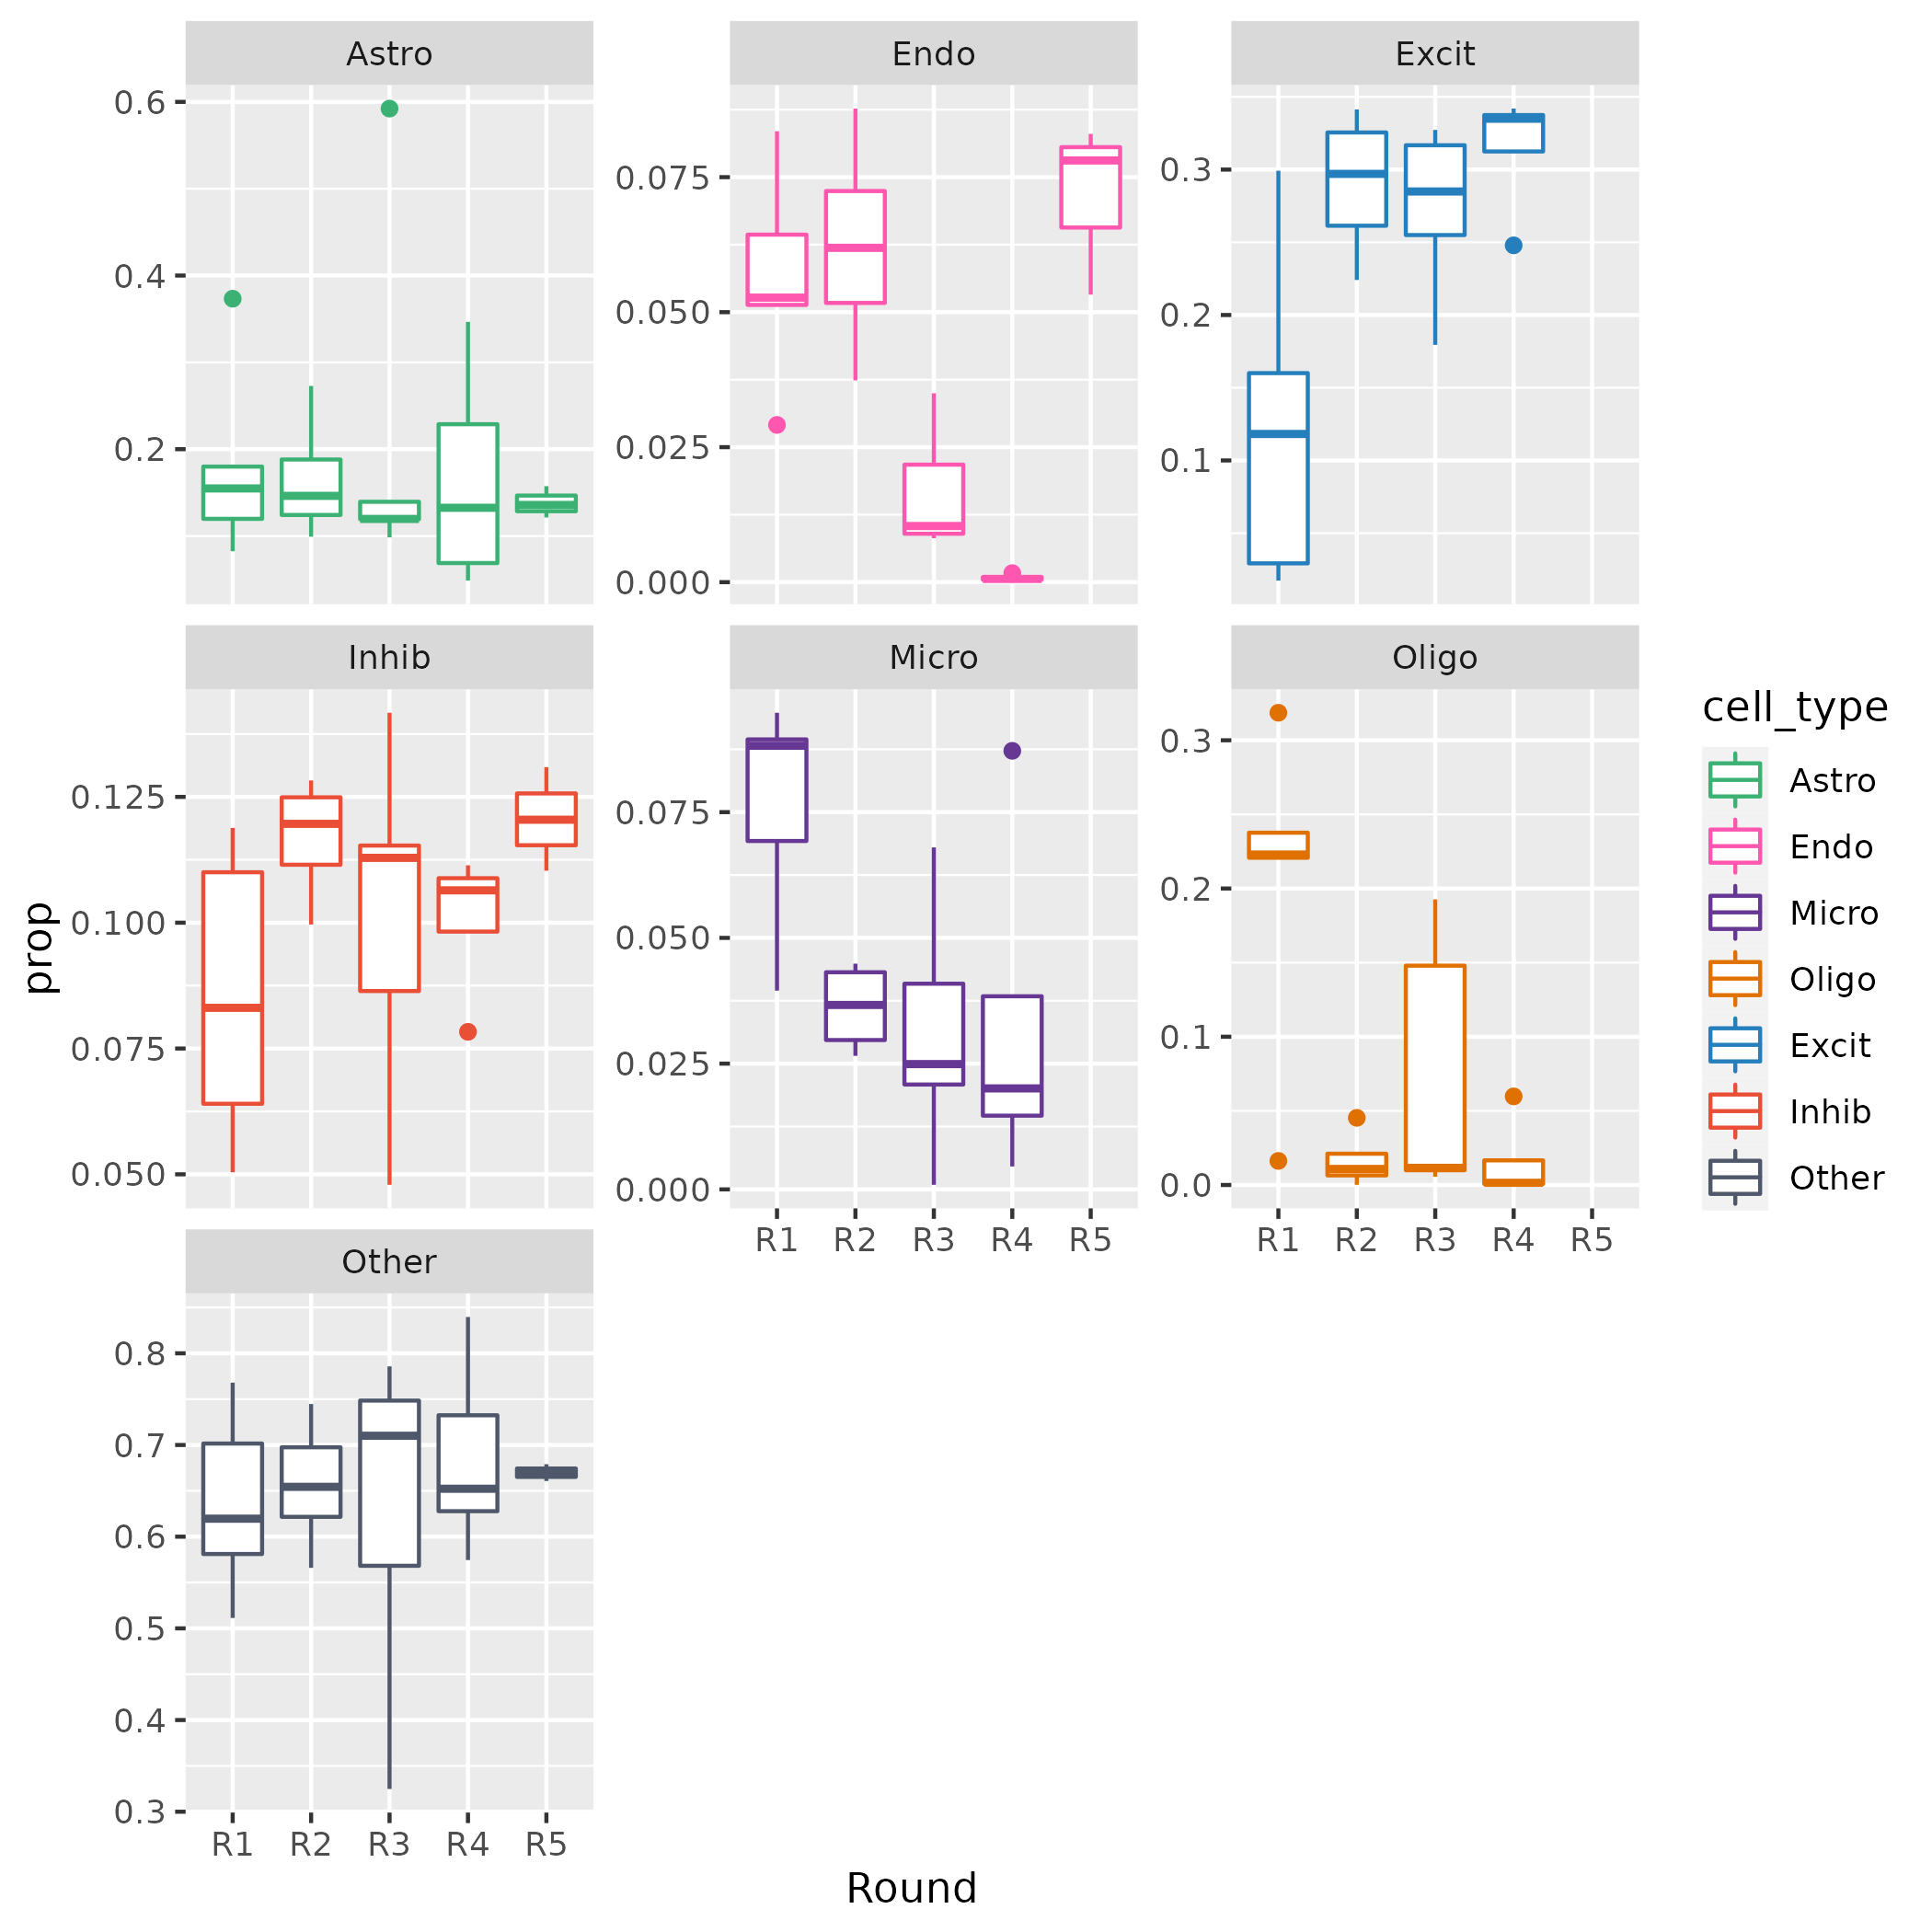 Astro
Endo
Excit
0.6
0.4
0.2
0.075
0.050
0.025
0.000
0.3
0.2
0.1
Inhib
Micro
Oligo
0.125
0.100
0.075
0.050
0.075
0.050
0.025
0.000
0.3
0.2
0.1
0.0
R1 R2 R3 R4 R5
R1 R2 R3 R4 R5
Other
0.8
0.7
0.6
0.5
0.4
0.3
R1 R2 R3 R4 R5
prop
Round
cell_type
Astro
Endo
Micro
Oligo
Excit
Inhib
Other